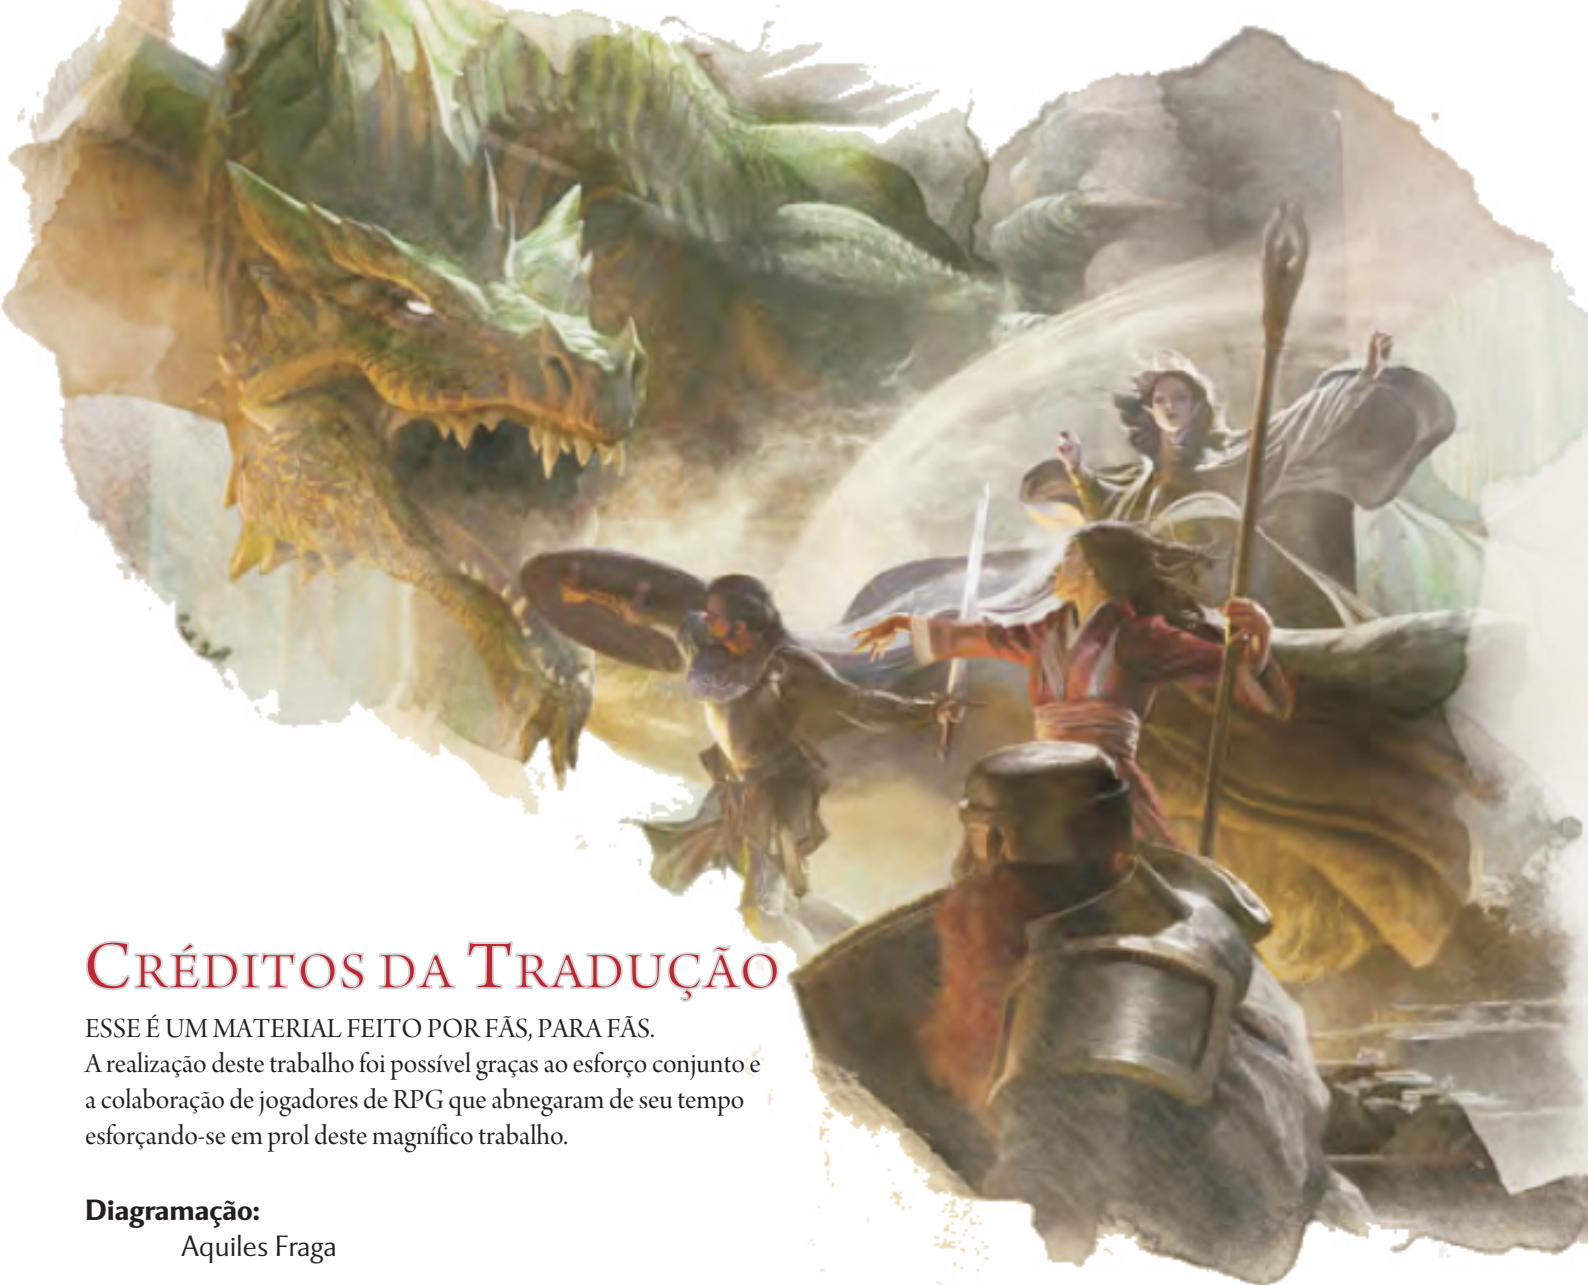 CRÉDITOS DA TRADUÇÃO
ESSE É UM MATERIAL FEITO POR FÃS, PARA FÃS.
A realização deste trabalho foi possível graças ao esforço conjunto e
a colaboração de jogadores de RPG que abnegaram de seu tempo
esforçando-se em prol deste magnífico trabalho.
Diagramação:
Aquiles Fraga